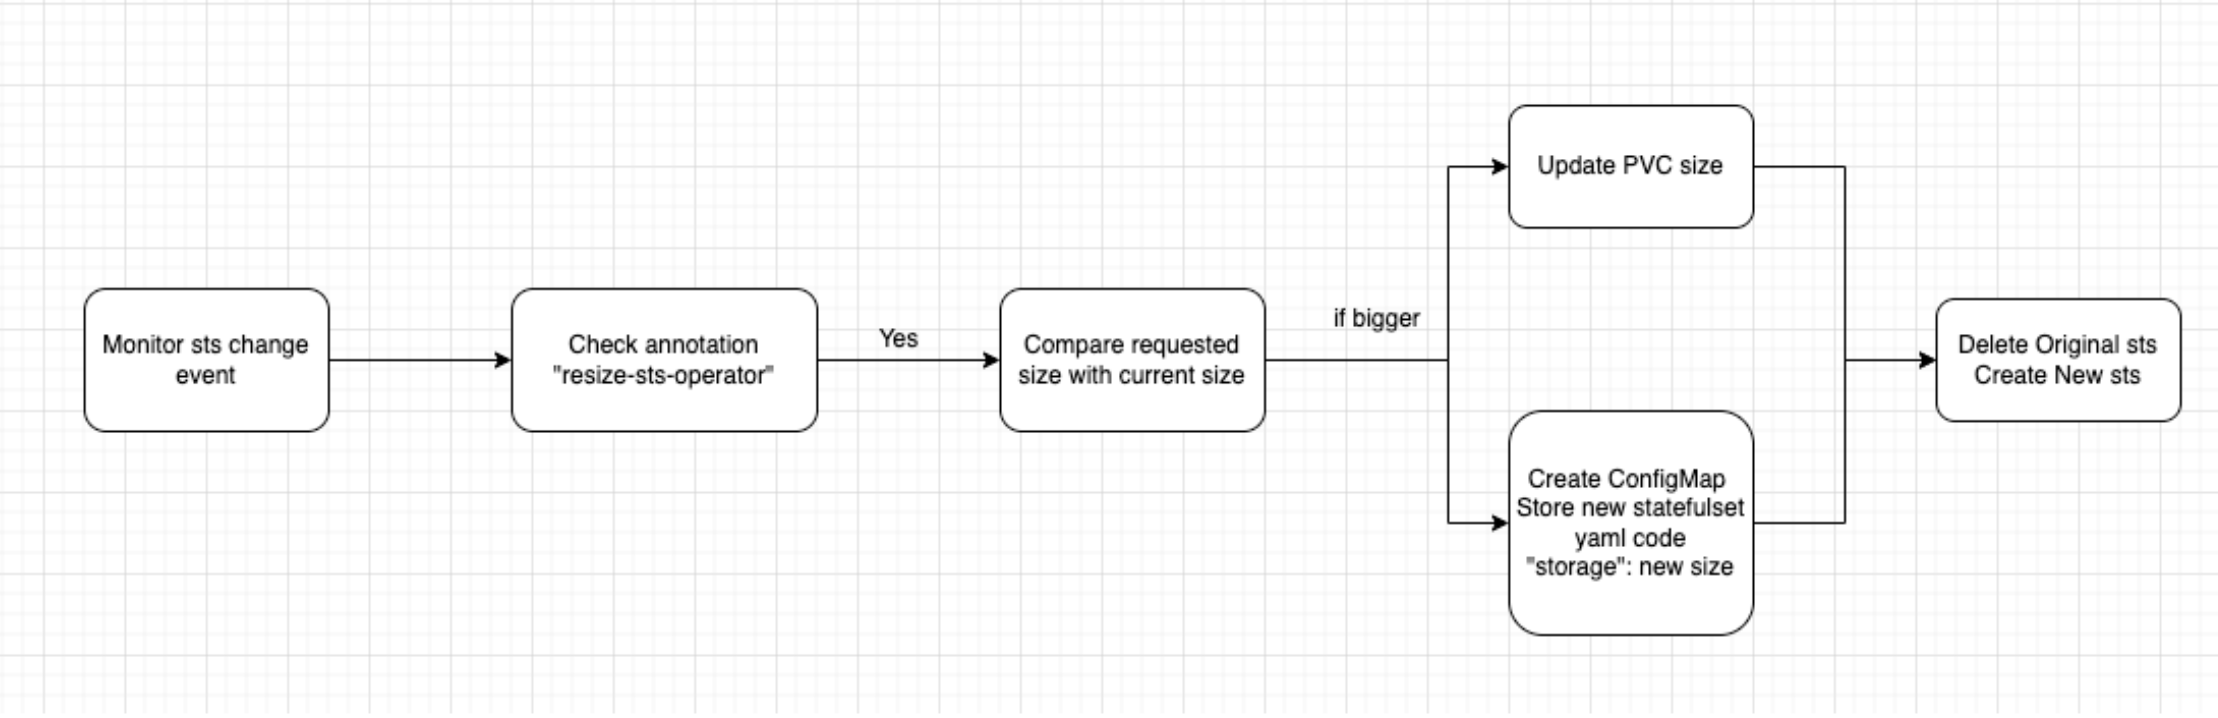 Monitor sts change
event
Check annotation
"resize-sts-operator"
Yes
Compare requested
size with current size
if bigger
Update PVC size
Create ConfigMap
Store new statefulset
yaml code
"storage": new size
Delete Original sts
Create New sts